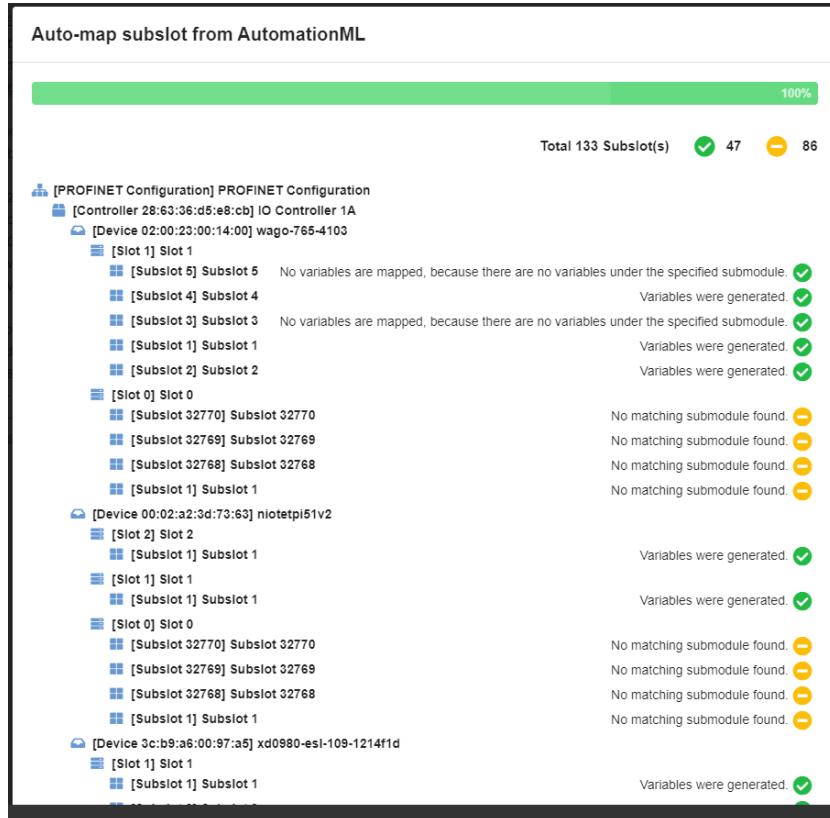 Auto-map subslot from AutomationML
100%
Total 133 Subslot(s) 47 86
[PROFINET Configuration] PROFINET Configuration
[Controller 28:63:36:d5:e8:cb] IO Controller 1A
[Device 02:00:23:00:14:00] wago-765-4103
[Slot 1] Slot 1
[Subslot 5] Subslot 5 No variables are mapped, because there are no variables under the specified submodule.
[Subslot 4] Subslot 4 Variables were generated.
[Subslot 3] Subslot 3 No variables are mapped, because there are no variables under the specified submodule.
[Subslot 1] Subslot 1 Variables were generated.
[Subslot 2] Subslot 2 Variables were generated.
[Slot 0] Slot 0
[Subslot 32770] Subslot 32770 No matching submodule found.
[Subslot 32769] Subslot 32769 No matching submodule found.
[Subslot 32768] Subslot 32768 No matching submodule found.
[Subslot 1] Subslot 1 No matching submodule found.
[Device 00:02:a2:3d:73:63] niotetpi51v2
[Slot 2] Slot 2
[Subslot 1] Subslot 1 Variables were generated.
[Slot 1] Slot 1
[Subslot 1] Subslot 1 Variables were generated.
[Slot 0] Slot 0
[Subslot 32770] Subslot 32770 No matching submodule found.
[Subslot 32769] Subslot 32769 No matching submodule found.
[Subslot 32768] Subslot 32768 No matching submodule found.
[Subslot 1] Subslot 1 No matching submodule found.
[Device 3c:b9:a6:00:97:a5] xd0980-esl-109-1214f1d
[Slot 1] Slot 1
[Subslot 1] Subslot 1 Variables were generated.